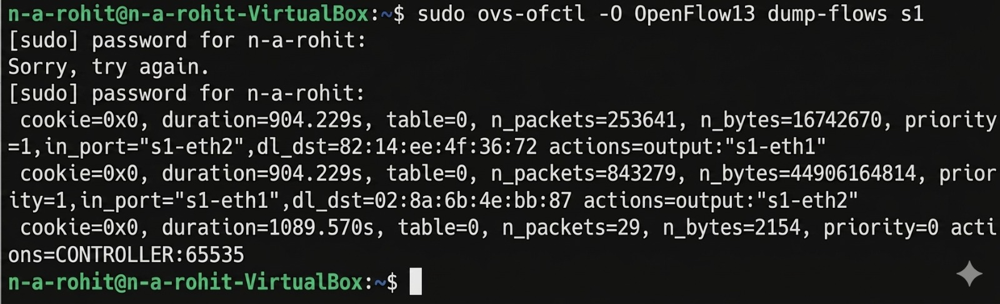 n-a-rohit@n-a-rohit-VirtualBox:~$ sudo ovs-ofctl -O OpenFlow13 dump-flows s1
[sudo] password for n-a-rohit:
Sorry, try again.
[sudo] password for n-a-rohit:
 cookie=0x0, duration=904.229s, table=0, n_packets=253641, n_bytes=16742670, priority
=1,in_port="s1-eth2",dl_dst=82:14:ee:4f:36:72 actions=output:"s1-eth1"
 cookie=0x0, duration=904.229s, table=0, n_packets=843279, n_bytes=44906164814, prior
ity=1,in_port="s1-eth1",dl_dst=02:8a:6b:4e:bb:87 actions=output:"s1-eth2"
 cookie=0x0, duration=1089.570s, table=0, n_packets=29, n_bytes=2154, priority=0 acti
ons=CONTROLLER:65535
n-a-rohit@n-a-rohit-VirtualBox:~$